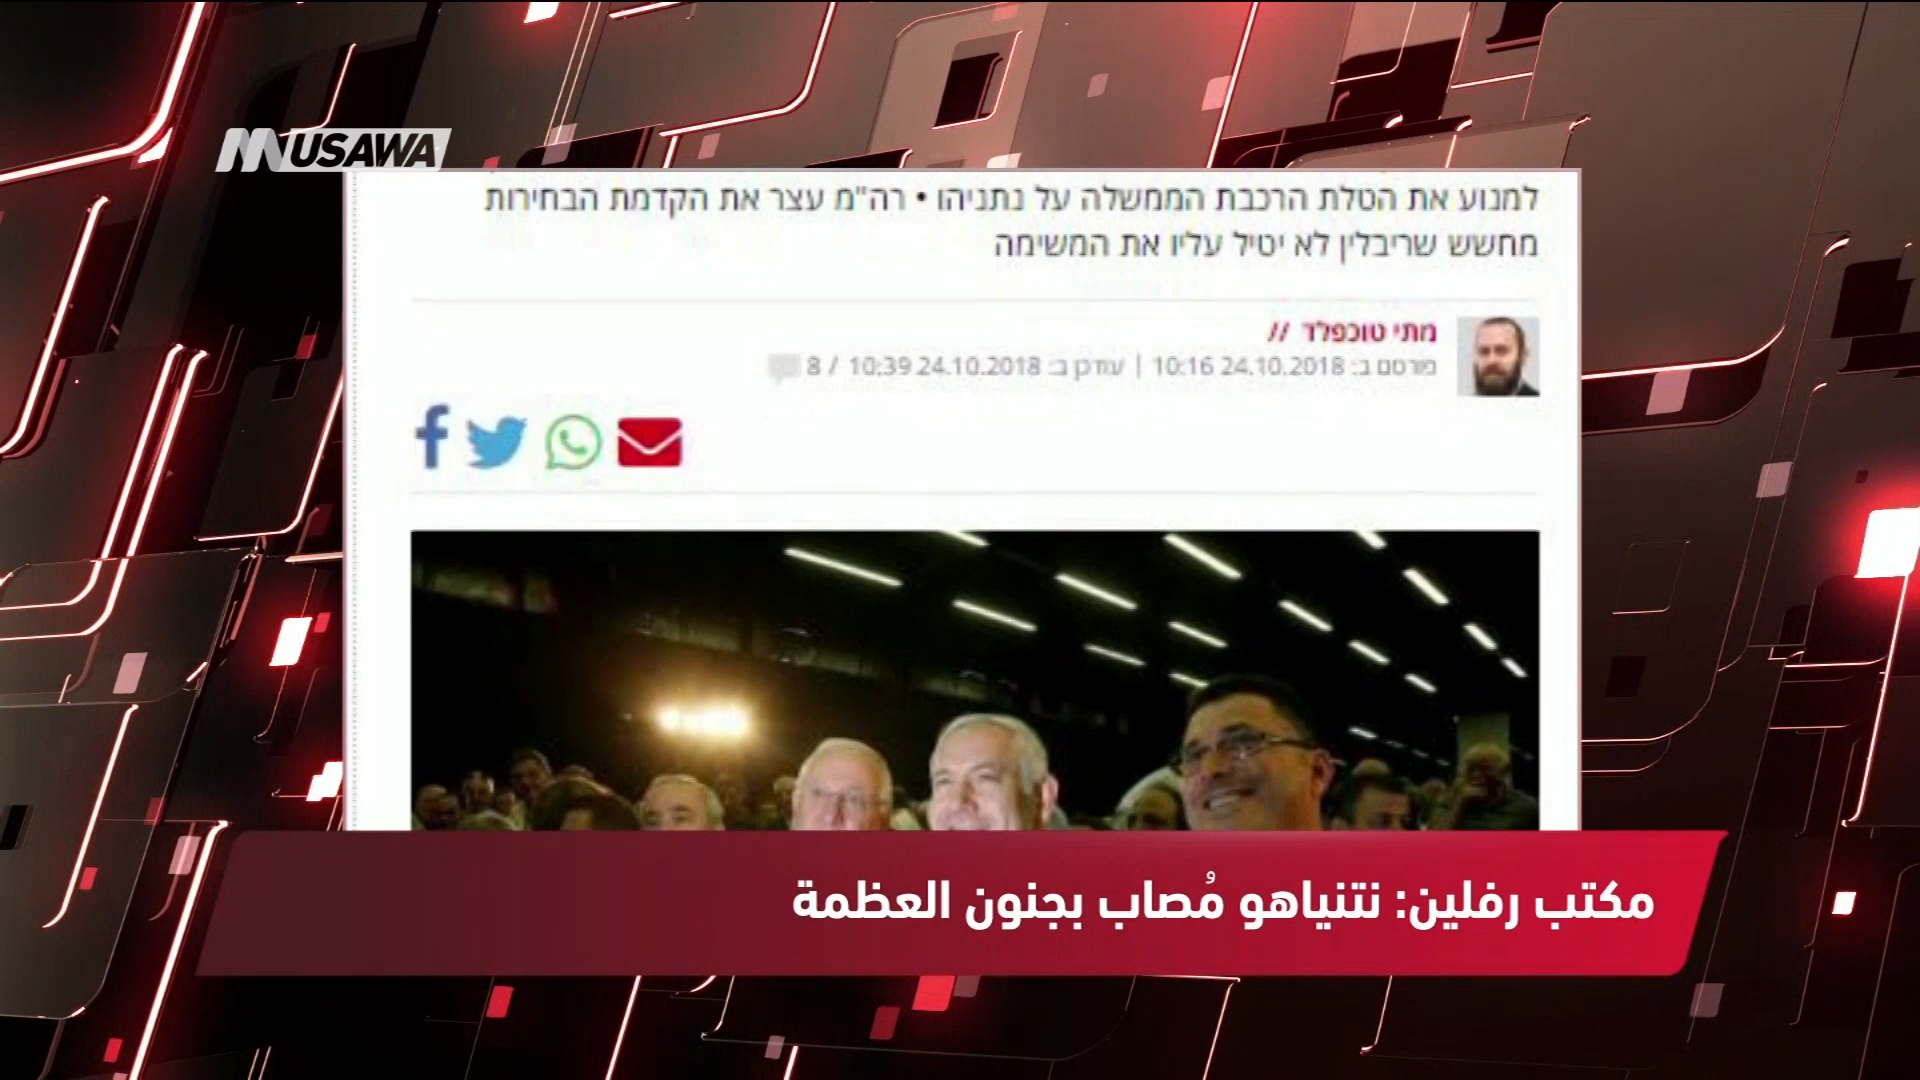 MUSAWA
למנוע את הטלת הרכבת הממשלה על נתניהו • רה"מ עצר את הקדמת הבחירות
מחשש שריבלין לא יטיל עליו את המשימה
מתי טוכפלד //
פורסם ב: 24.10.2018 10:16 | עודכן ב: 24.10.2018 10:39 / 8
مكتب رفلين: نتنياهو مُصاب بجنون العظمة